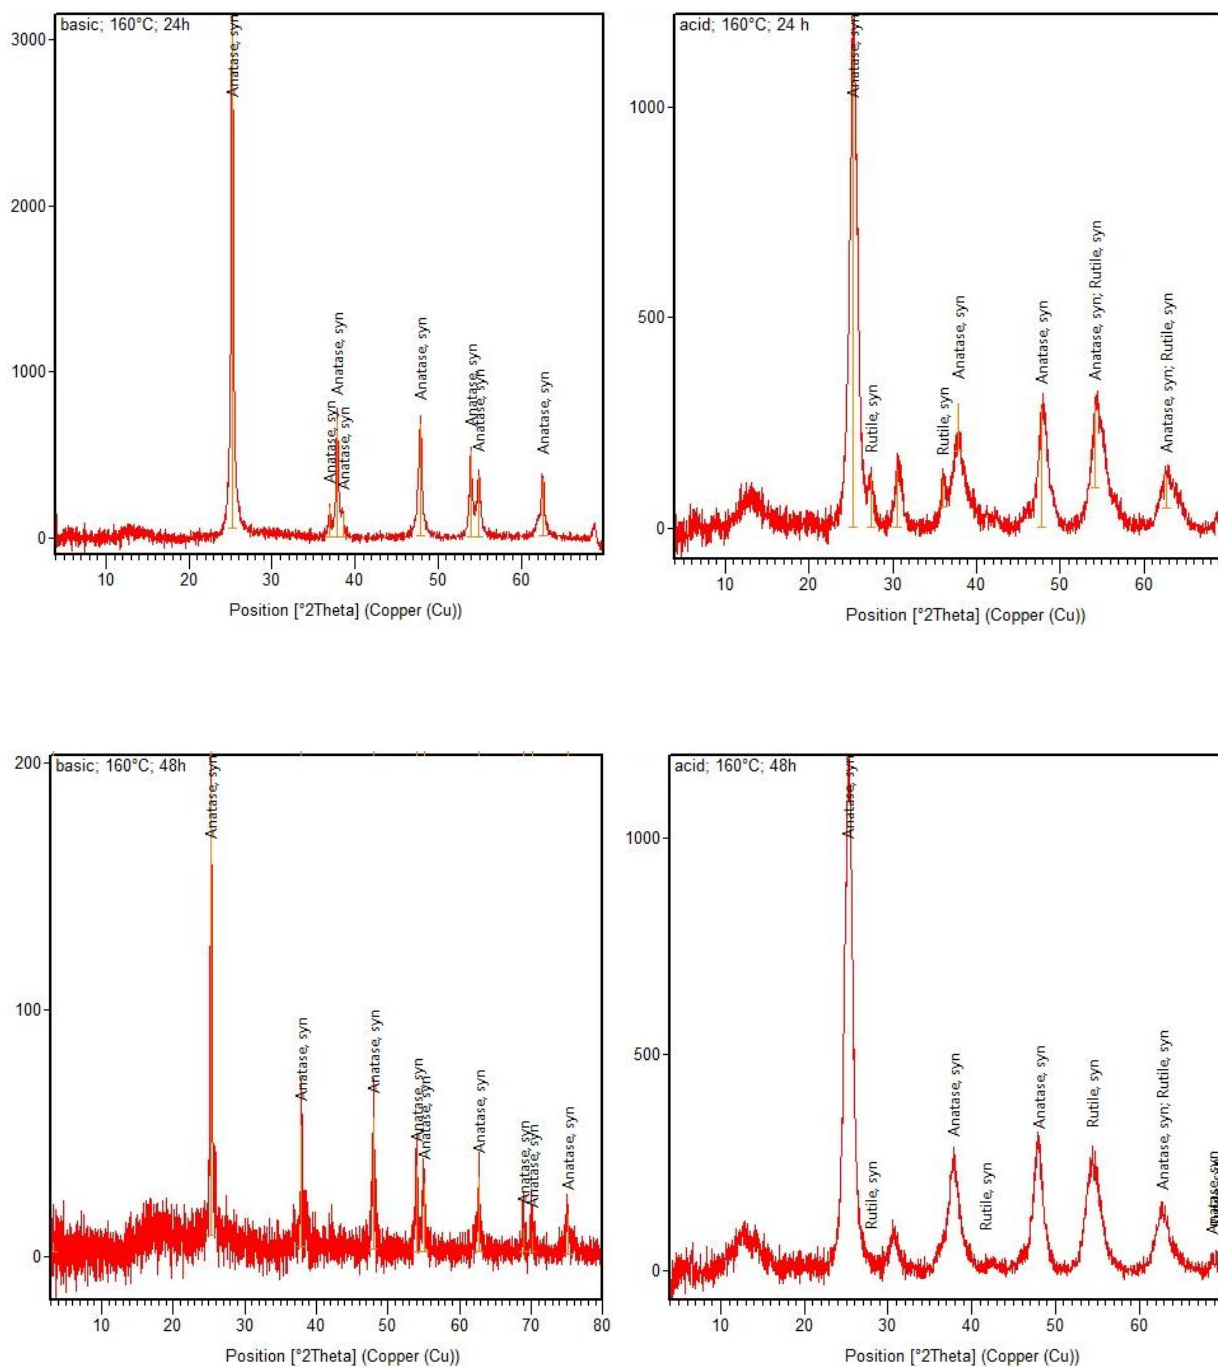 basic; 160°C; 24h
3000
2000
1000
0
Anatase, syn
Anatase, syn
Anatase, syn
Anatase, syn
Anatase, syn
Anatase, syn
Anatase, syn
Anatase, syn
10 20 30 40 50 60
Position [°2Theta] (Copper (Cu))
acid; 160°C; 24 h
1000
500
0
Anatase, syn
Rutile, syn
Rutile, syn
Anatase, syn
Anatase, syn
Anatase, syn; Rutile, syn
Anatase, syn; Rutile, syn
10 20 30 40 50 60
Position [°2Theta] (Copper (Cu))
basic; 160°C; 48h
200
100
0
Anatase, syn
Anatase, syn
Anatase, syn
Anatase, syn
Anatase, syn
Anatase, syn
Anatase, syn
Anatase, syn
Anatase, syn
10 20 30 40 50 60 70 80
Position [°2Theta] (Copper (Cu))
acid; 160°C; 48h
1000
500
0
Anatase, syn
Rutile, syn
Anatase, syn
Rutile, syn
Anatase, syn
Rutile, syn
Anatase, syn; Rutile, syn
10 20 30 40 50 60
Position [°2Theta] (Copper (Cu))